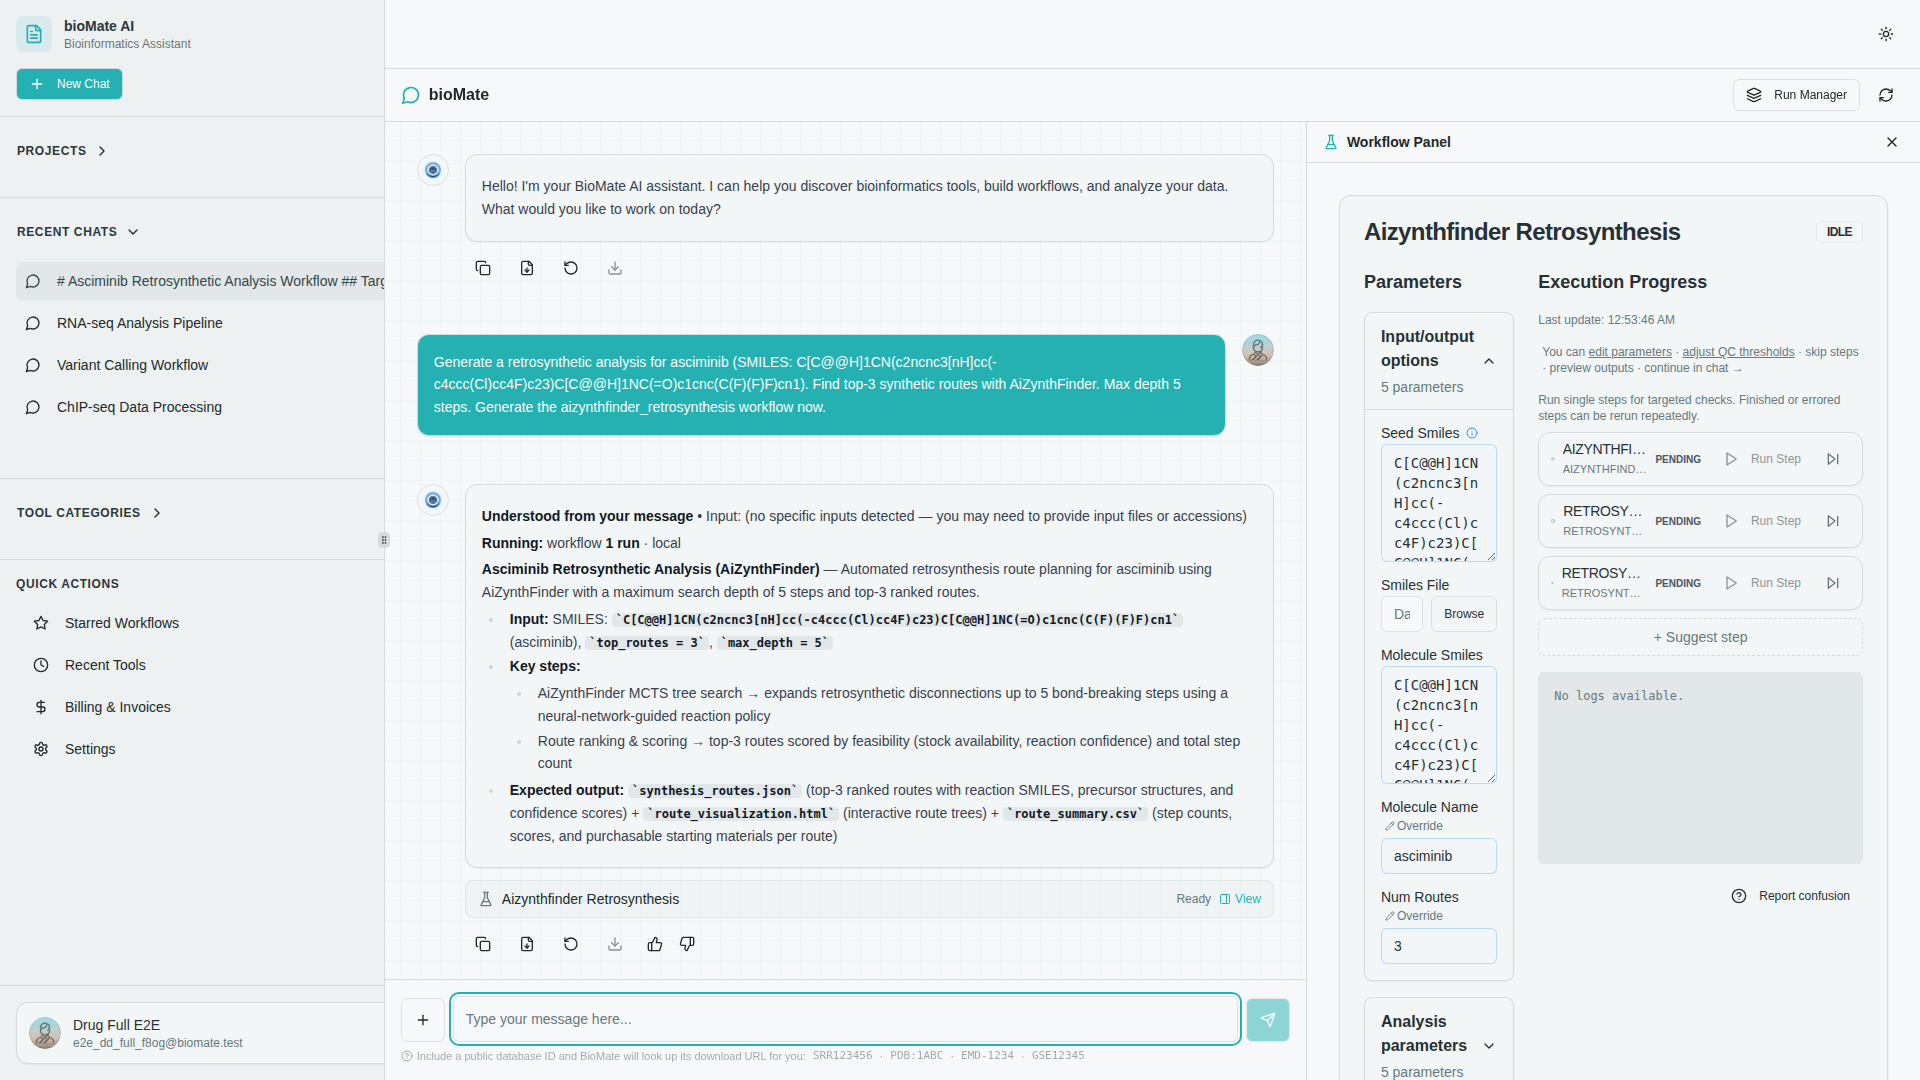 bioMate AI
Bioinformatics Assistant
New Chat
PROJECTS
RECENT CHATS
# Asciminib Retrosynthetic Analysis Workflow ## Targ
RNA-seq Analysis Pipeline
Variant Calling Workflow
ChIP-seq Data Processing
TOOL CATEGORIES
QUICK ACTIONS
Starred Workflows
Recent Tools
Billing & Invoices
Settings
Drug Full E2E
e2e_dd_full_f8og@biomate.test
bioMate
Run Manager
Hello! I'm your BioMate AI assistant. I can help you discover bioinformatics tools, build workflows, and analyze your data.
What would you like to work on today?
Generate a retrosynthetic analysis for asciminib (SMILES: C[C@@H]1CN(c2ncnc3[nH]cc(-
c4ccc(Cl)cc4F)c23)C[C@@H]1NC(=O)c1cnc(C(F)(F)F)cn1). Find top-3 synthetic routes with AiZynthFinder. Max depth 5
steps. Generate the aizynthfinder_retrosynthesis workflow now.
Understood from your message • Input: (no specific inputs detected — you may need to provide input files or accessions)
Running: workflow 1 run · local
Asciminib Retrosynthetic Analysis (AiZynthFinder) — Automated retrosynthesis route planning for asciminib using
AiZynthFinder with a maximum search depth of 5 steps and top-3 ranked routes.
Input: SMILES: `C[C@@H]1CN(c2ncnc3[nH]cc(-c4ccc(Cl)cc4F)c23)C[C@@H]1NC(=O)c1cnc(C(F)(F)F)cn1`
(asciminib), `top_routes = 3`, `max_depth = 5`
Key steps:
AiZynthFinder MCTS tree search → expands retrosynthetic disconnections up to 5 bond-breaking steps using a
neural-network-guided reaction policy
Route ranking & scoring → top-3 routes scored by feasibility (stock availability, reaction confidence) and total step
count
Expected output: `synthesis_routes.json` (top-3 ranked routes with reaction SMILES, precursor structures, and
confidence scores) + `route_visualization.html` (interactive route trees) + `route_summary.csv` (step counts,
scores, and purchasable starting materials per route)
Aizynthfinder Retrosynthesis
Ready
View
Type your message here...
Include a public database ID and BioMate will look up its download URL for you: SRR123456 · PDB:1ABC · EMD-1234 · GSE12345
Workflow Panel
Aizynthfinder Retrosynthesis
IDLE
Parameters
Input/output
options
5 parameters
Seed Smiles
C[C@@H]1CN
(c2ncnc3[n
H]cc(-
c4ccc(Cl)c
c4F)c23)C[
C@@H]1NC(-
Smiles File
Da
Browse
Molecule Smiles
C[C@@H]1CN
(c2ncnc3[n
H]cc(-
c4ccc(Cl)c
c4F)c23)C[
Molecule Name
Override
asciminib
Num Routes
Override
3
Analysis
parameters
5 parameters
Execution Progress
Last update: 12:53:46 AM
You can edit parameters · adjust QC thresholds · skip steps
· preview outputs · continue in chat →
Run single steps for targeted checks. Finished or errored
steps can be rerun repeatedly.
AIZYNTHFI...
AIZYNTHFIND...
PENDING
Run Step
RETROSY...
RETROSYNT...
PENDING
Run Step
RETROSY...
RETROSYNT...
PENDING
Run Step
+ Suggest step
No logs available.
Report confusion